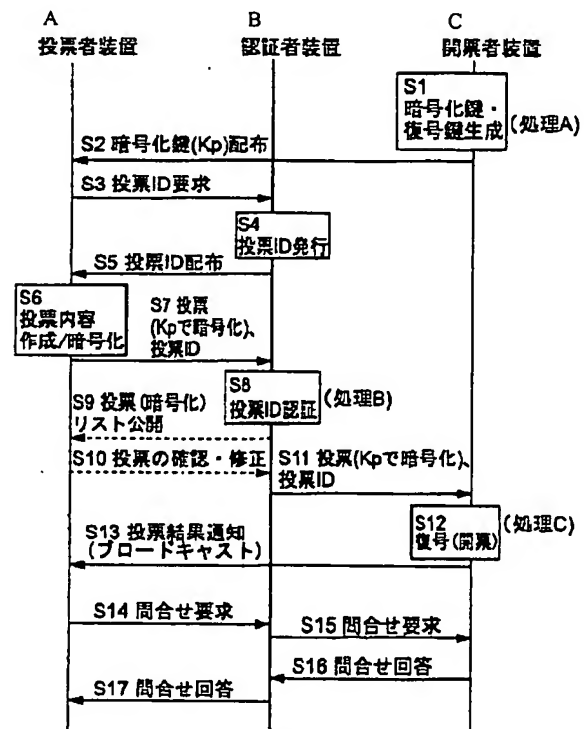 A
投票者装置
B
認証者装置
C
開票者装置
S1
暗号化鍵・
復号鍵生成
(処理A)
S2 暗号化鍵(Kp)配布
S3 投票ID要求
S4
投票ID発行
S5 投票ID配布
S6
投票内容
作成/暗号化
S7 投票
(Kpで暗号化)、
投票ID
S8
投票ID認証
(処理B)
S9 投票(暗号化)
リスト公開
S10 投票の確認・修正
S11 投票(Kpで暗号化)、
投票ID
S12
復号(開票)
(処理C)
S13 投票結果通知
(ブロードキャスト)
S14 問合せ要求
S15 問合せ要求
S16 問合せ回答
S17 問合せ回答